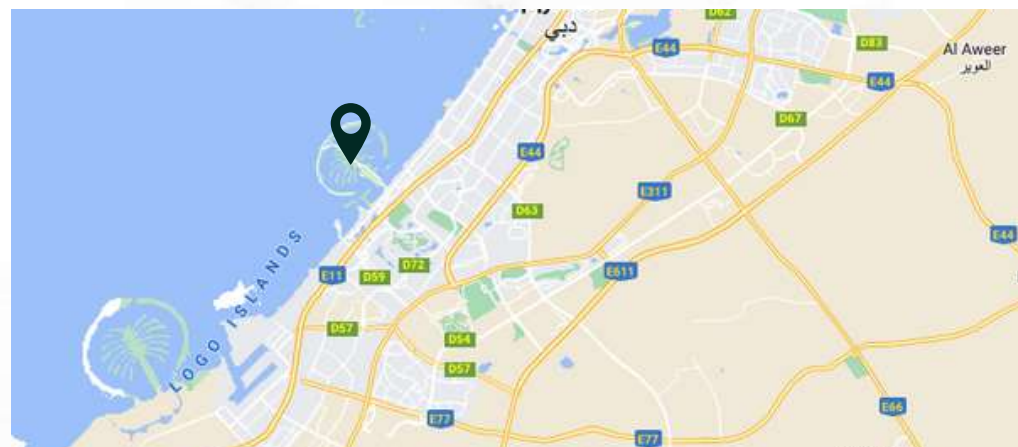 دبي
D62
E44
D83
Al Aweer
العوير
E44
D67
E44
E311
D63
E44
LOGO ISLANDS
E11
D59
D72
E611
D57
D54
D57
E66
E77
E77